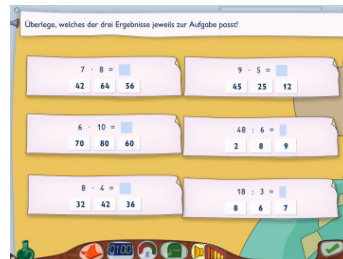 Überlege, welches der drei Ergebnisse jeweils zur Aufgabe passt!
7 · 8 =
42 64 56
9 · 5 =
45 25 12
6 · 10 =
70 80 60
48 : 6 =
2 8 9
8 · 4 =
32 42 36
18 : 3 =
8 6 7